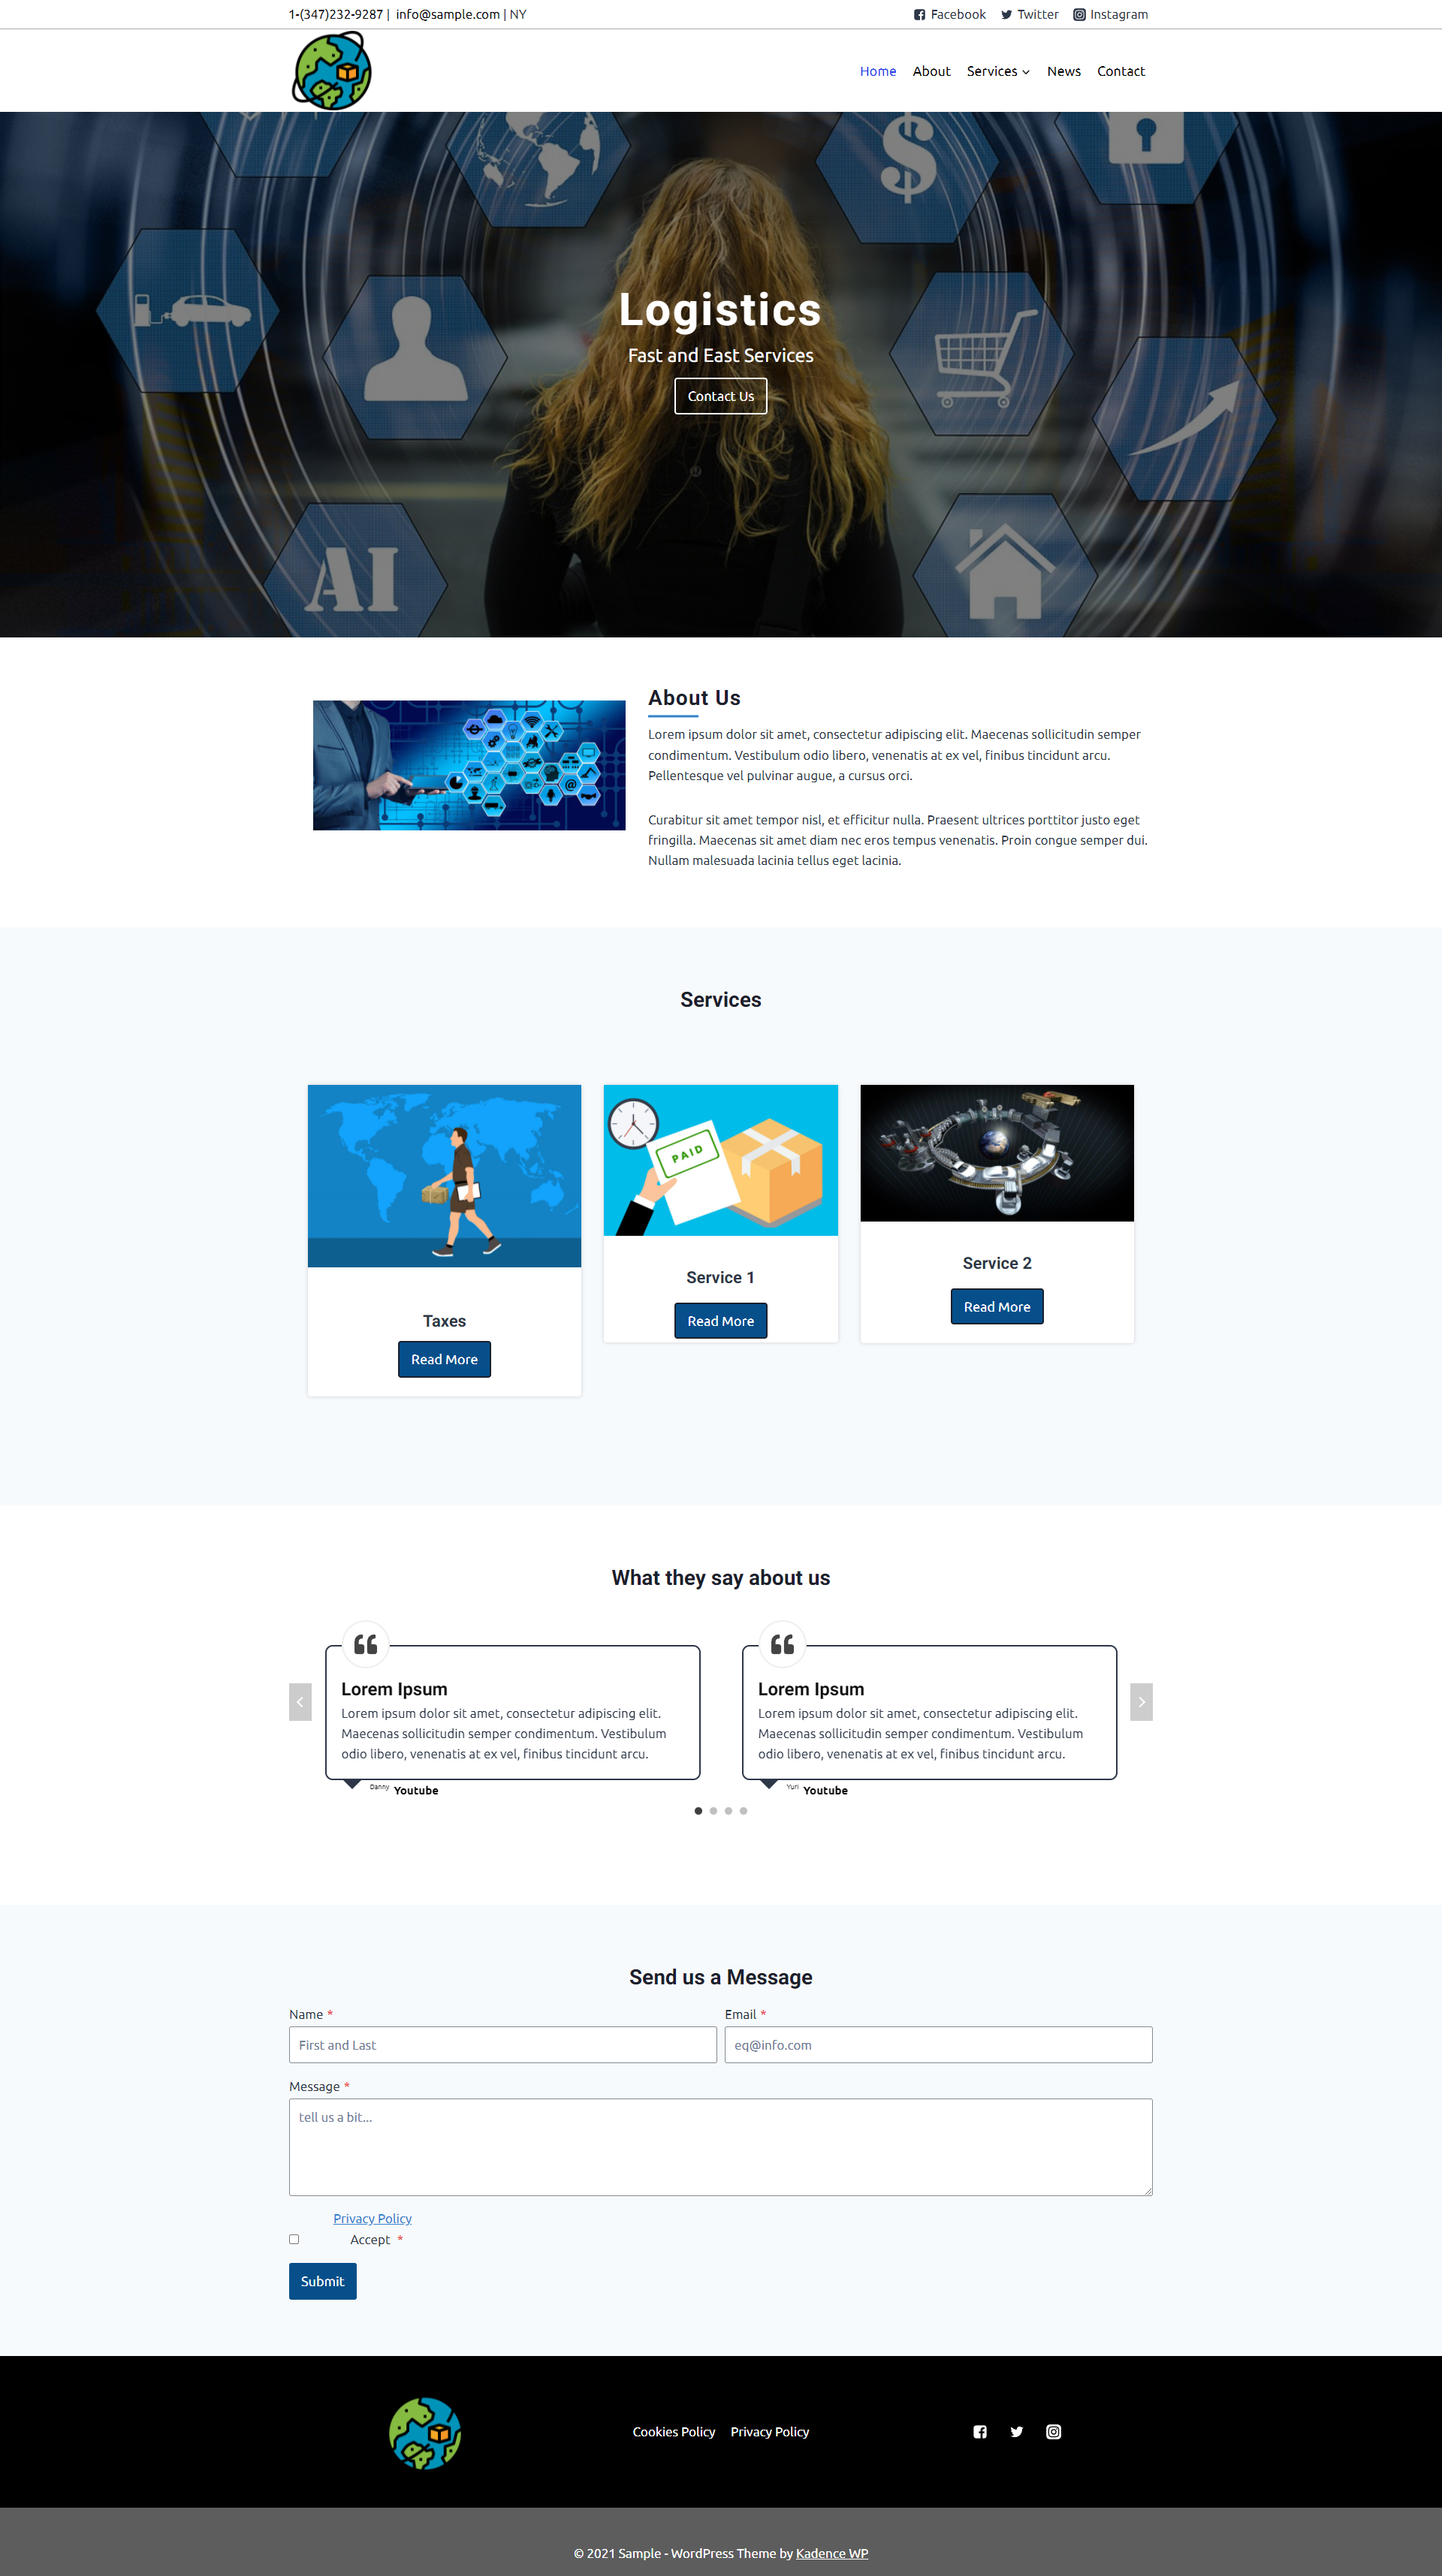 1-(347)232-9287 | info@sample.com | NY
Facebook Twitter Instagram
Home About Services News Contact
$
Logistics
Fast and East Services
Contact Us
AI
About Us
Lorem ipsum dolor sit amet, consectetur adipiscing elit. Maecenas sollicitudin semper
condimentum. Vestibulum odio libero, venenatis at ex vel, finibus tincidunt arcu.
Pellentesque vel pulvinar augue, a cursus orci.
Curabitur sit amet tempor nisl, et efficitur nulla. Praesent ultrices porttitor justo eget
fringilla. Maecenas sit amet diam nec eros tempus venenatis. Proin congue semper dui.
Nullam malesuada lacinia tellus eget lacinia.
Services
PAID
Taxes
Read More
Service 1
Read More
Service 2
Read More
What they say about us
Lorem Ipsum
Lorem ipsum dolor sit amet, consectetur adipiscing elit.
Maecenas sollicitudin semper condimentum. Vestibulum
odio libero, venenatis at ex vel, finibus tincidunt arcu.
Danny Youtube
Lorem Ipsum
Lorem ipsum dolor sit amet, consectetur adipiscing elit.
Maecenas sollicitudin semper condimentum. Vestibulum
odio libero, venenatis at ex vel, finibus tincidunt arcu.
Yuri Youtube
Send us a Message
Name *
First and Last
Email *
eq@info.com
Message *
tell us a bit...
Privacy Policy
Accept *
Submit
Cookies Policy Privacy Policy
© 2021 Sample - WordPress Theme by Kadence WP